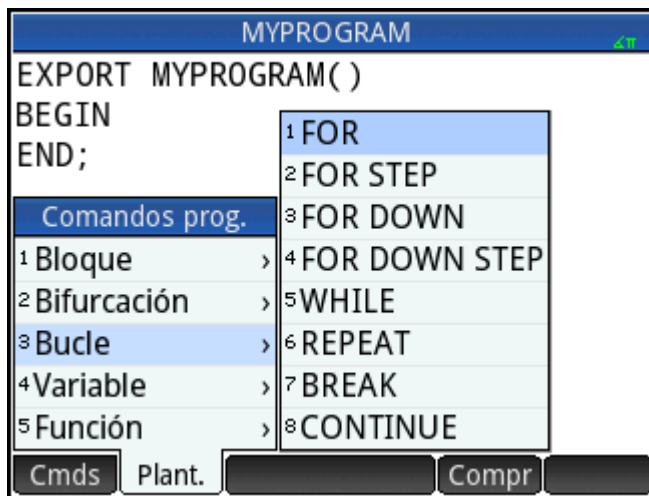 MYPROGRAM
∡π
EXPORT MYPROGRAM()
BEGIN
END;
Comandos prog.
1 Bloque ›
2 Bifurcación ›
3 Bucle ›
4 Variable ›
5 Función ›
1 FOR
2 FOR STEP
3 FOR DOWN
4 FOR DOWN STEP
5 WHILE
6 REPEAT
7 BREAK
8 CONTINUE
Cmds Plant. Compr